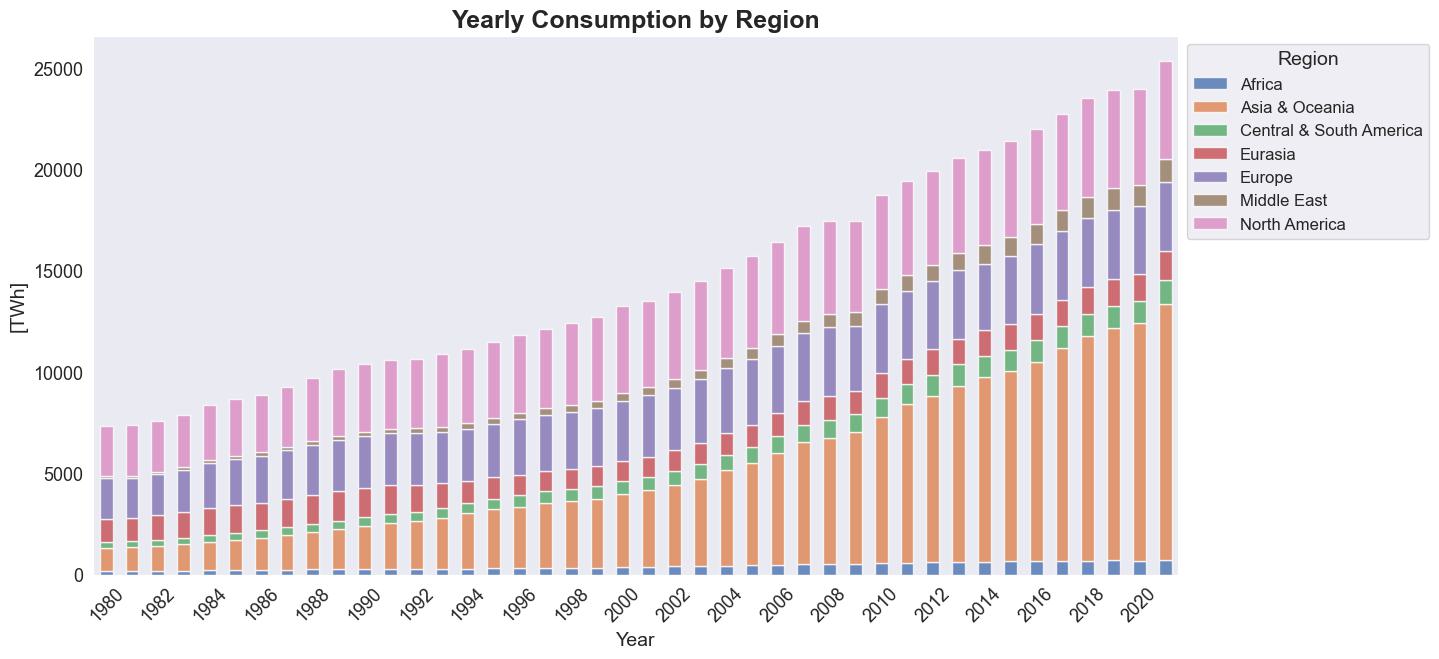 Yearly Consumption by Region
[TWh]
25000
20000
15000
10000
5000
0
1980
1982
1984
1986
1988
1990
1992
1994
1996
1998
2000
2002
2004
2006
2008
2010
2012
2014
2016
2018
2020
Year
Region
Africa
Asia & Oceania
Central & South America
Eurasia
Europe
Middle East
North America